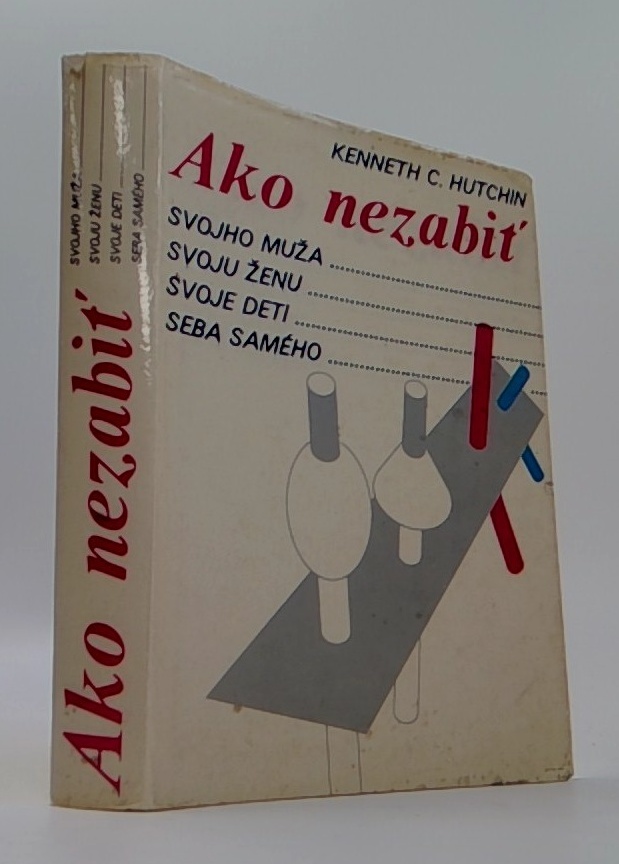 KENNETH C. HUTCHIN
Ako nezabiť
SVOJHO MUŽA
SVOJU ŽENU
SVOJE DETI
SEBA SAMÉHO
Ako nezabiť
SVOJHO MUŽA
SVOJU ŽENU
SVOJE DETI
SEBA SAMÉHO